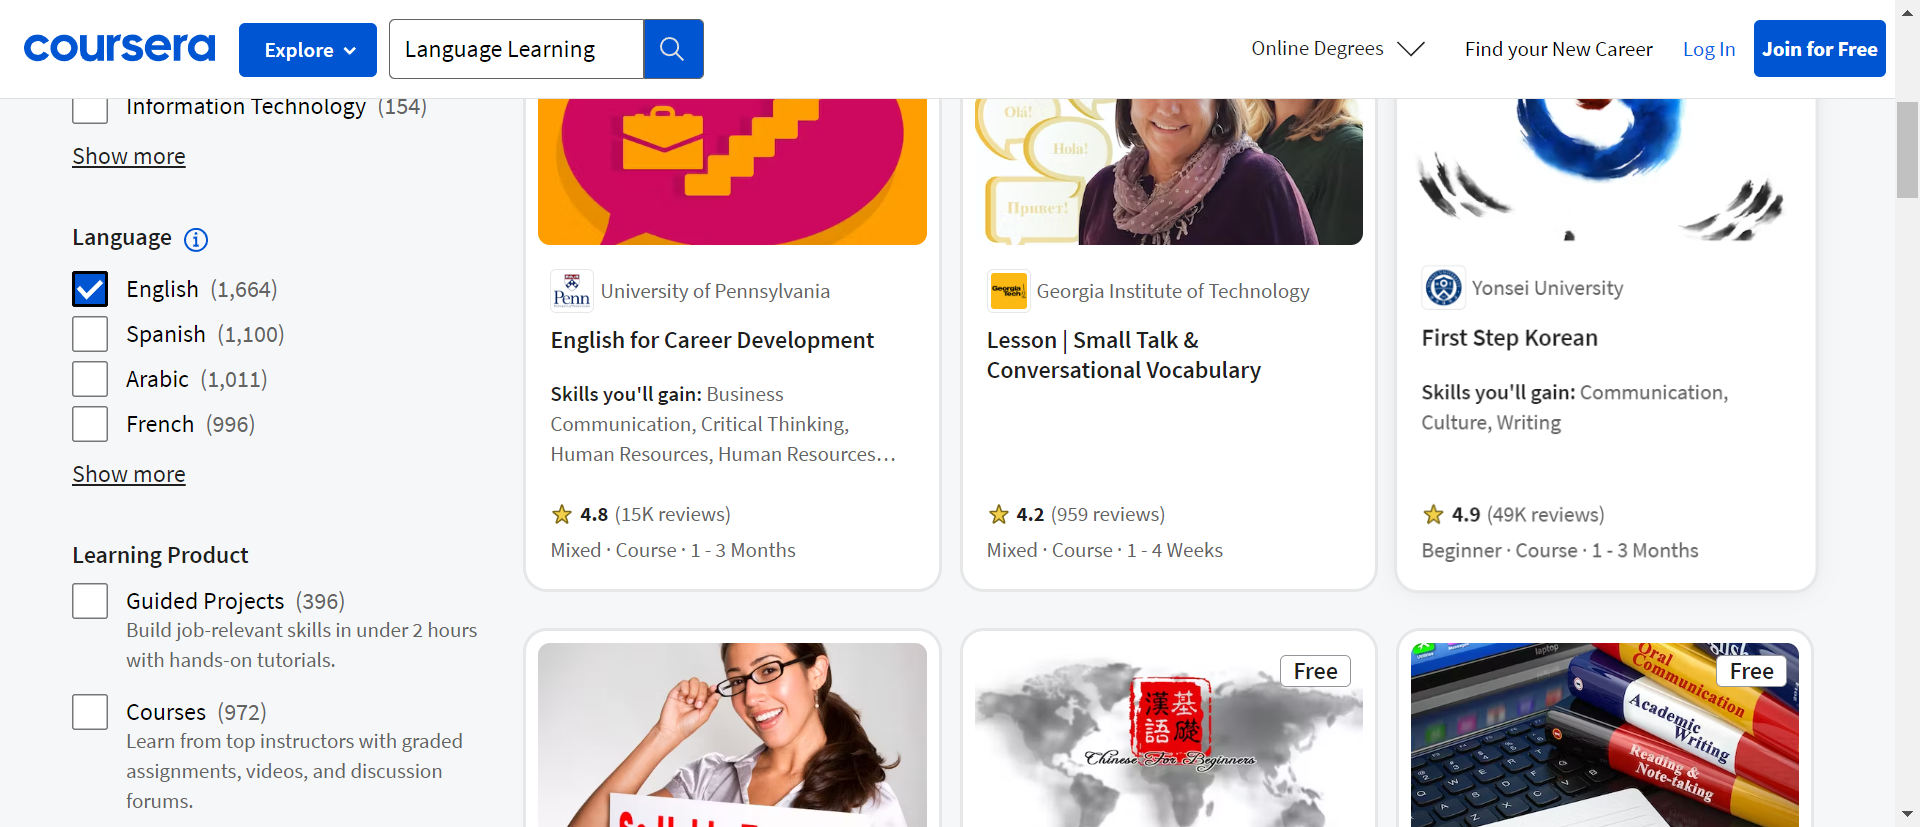 coursera
Explore
Language Learning
Online Degrees
Find your New Career
Log In
Join for Free
Information Technology (154)
Show more
Language
English (1,664)
Spanish (1,100)
Arabic (1,011)
French (996)
Show more
Learning Product
Guided Projects (396)
Build job-relevant skills in under 2 hours
with hands-on tutorials.
Courses (972)
Learn from top instructors with graded
assignments, videos, and discussion
forums.
Penn
University of Pennsylvania
English for Career Development
Skills you'll gain: Business
Communication, Critical Thinking,
Human Resources, Human Resources…
4.8 (15K reviews)
Mixed · Course · 1 - 3 Months
Olá!
Hola!
Привет!
Georgia
Tech
Georgia Institute of Technology
Lesson | Small Talk &
Conversational Vocabulary
4.2 (959 reviews)
Mixed · Course · 1 - 4 Weeks
Yonsei University
First Step Korean
Skills you'll gain: Communication,
Culture, Writing
4.9 (49K reviews)
Beginner · Course · 1 - 3 Months
Free
基礎
漢語
Chinese For Beginners
Free
laptop
Oral
Communication
Academic
Writing
Reading &
Note-taking